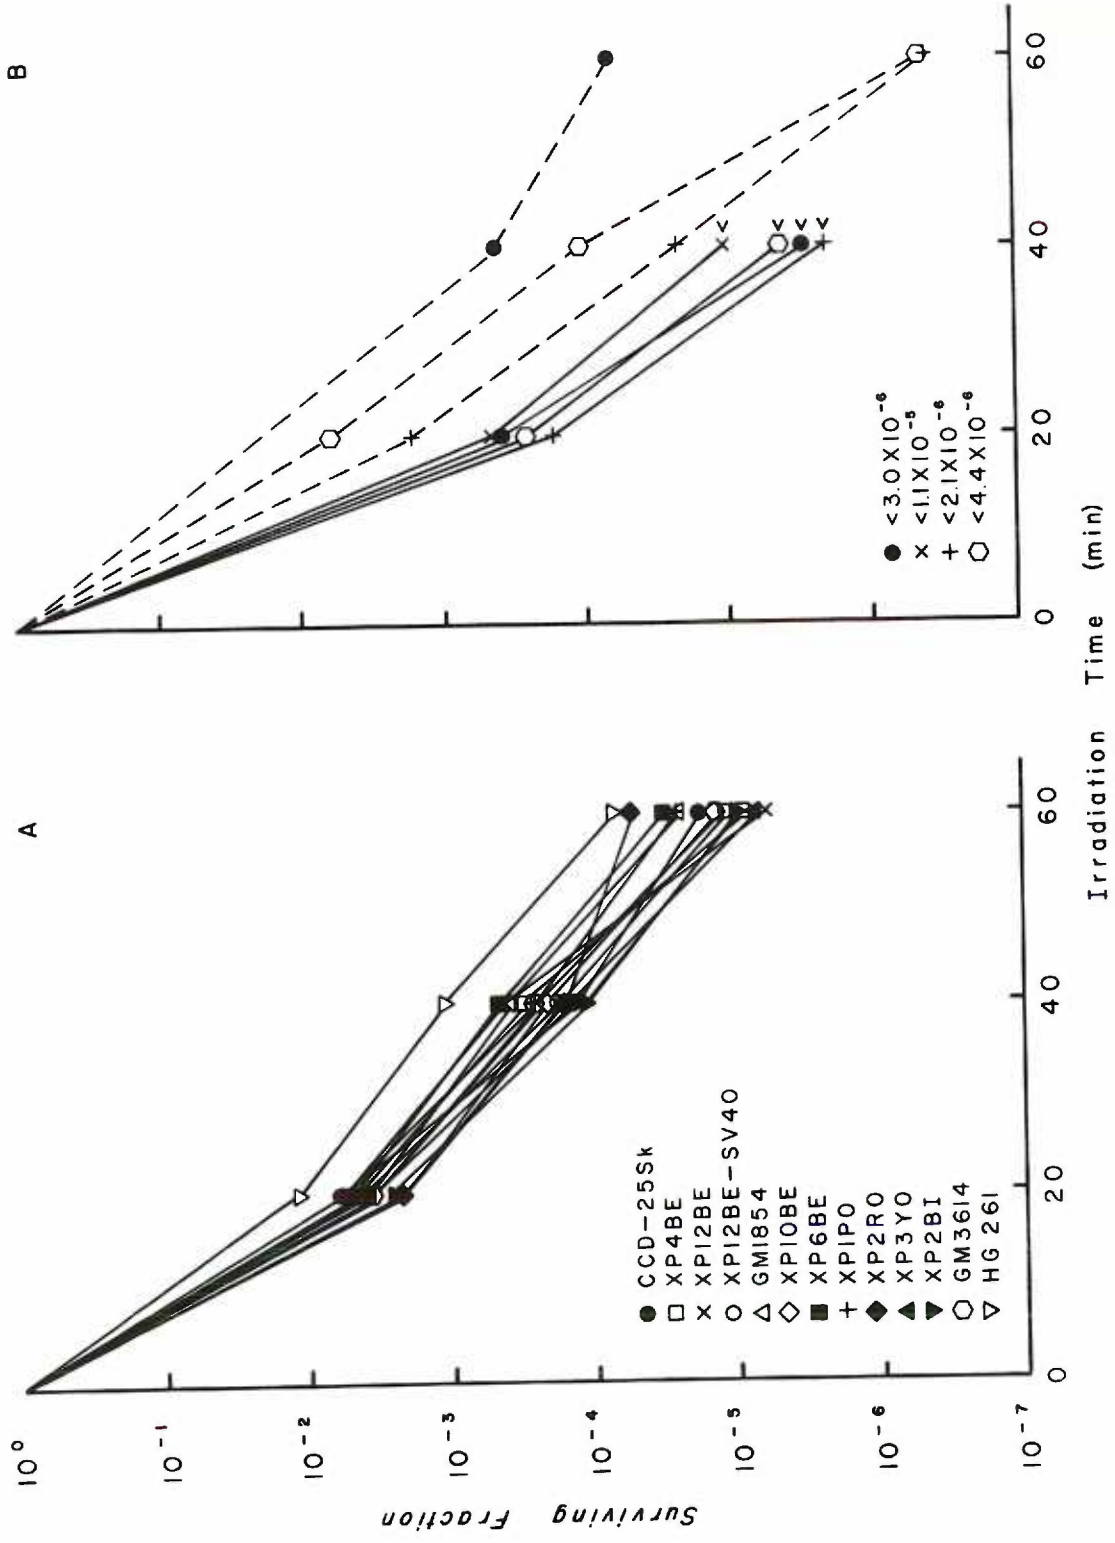 A
B
Surviving Fraction
10⁰
10⁻¹
10⁻²
10⁻³
10⁻⁴
10⁻⁵
10⁻⁶
10⁻⁷
● CCD-25Sk
□ XP4BE
× XP12BE
○ XP12BE-SV40
△ GM1854
◇ XP10BE
■ XP6BE
+ XP1PO
◆ XP2RO
▲ XP3YO
▼ XP2BI
⬡ GM3614
▽ HG 261
0 20 40 60
< < < <
● <3.0X10⁻⁶
× <1.1X10⁻⁵
+ <2.1X10⁻⁶
⬡ <4.4X10⁻⁶
0 20 40 60
Irradiation Time (min)